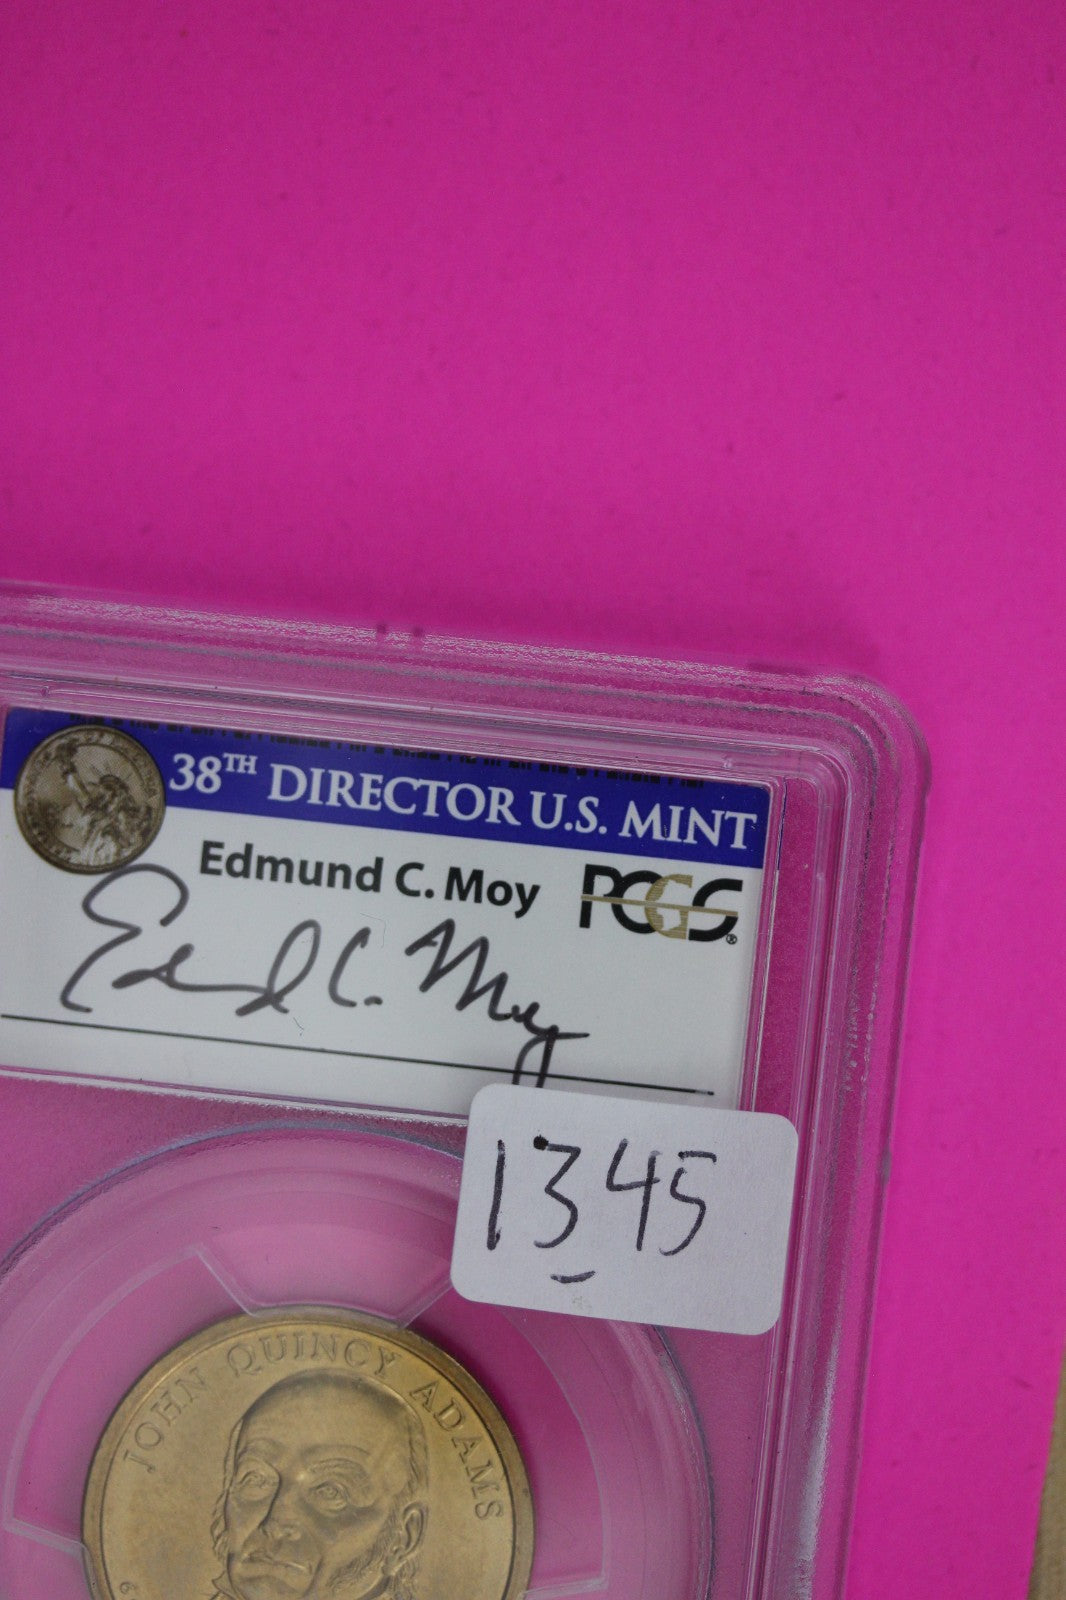 38TH DIRECTOR U.S. MINT
Edmund C. Moy
PCGS
Edmund C. Moy
1345
JOHN QUINCY ADAMS